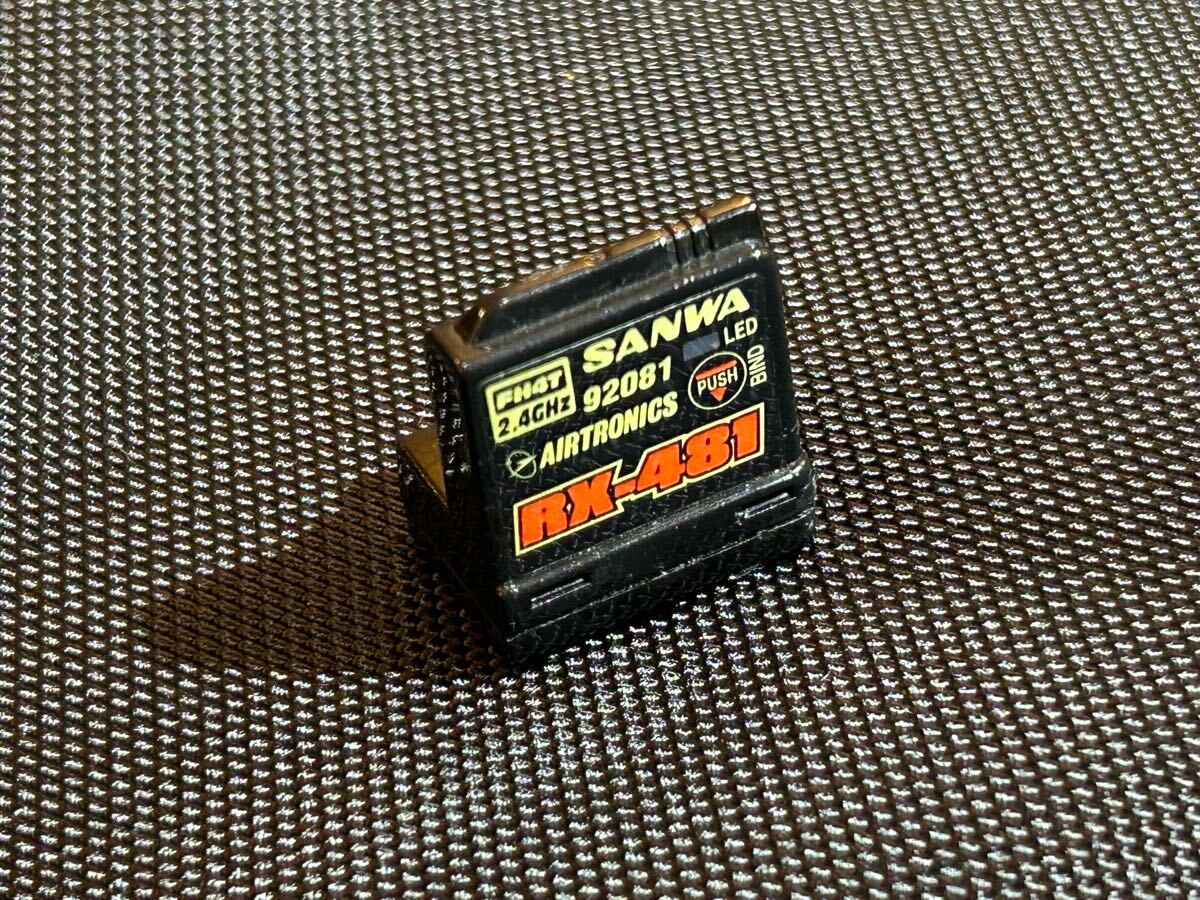 SANWA
LED
FH4T
2.4GHz
92081
PUSH
BIND
AIRTRONICS
RX-481